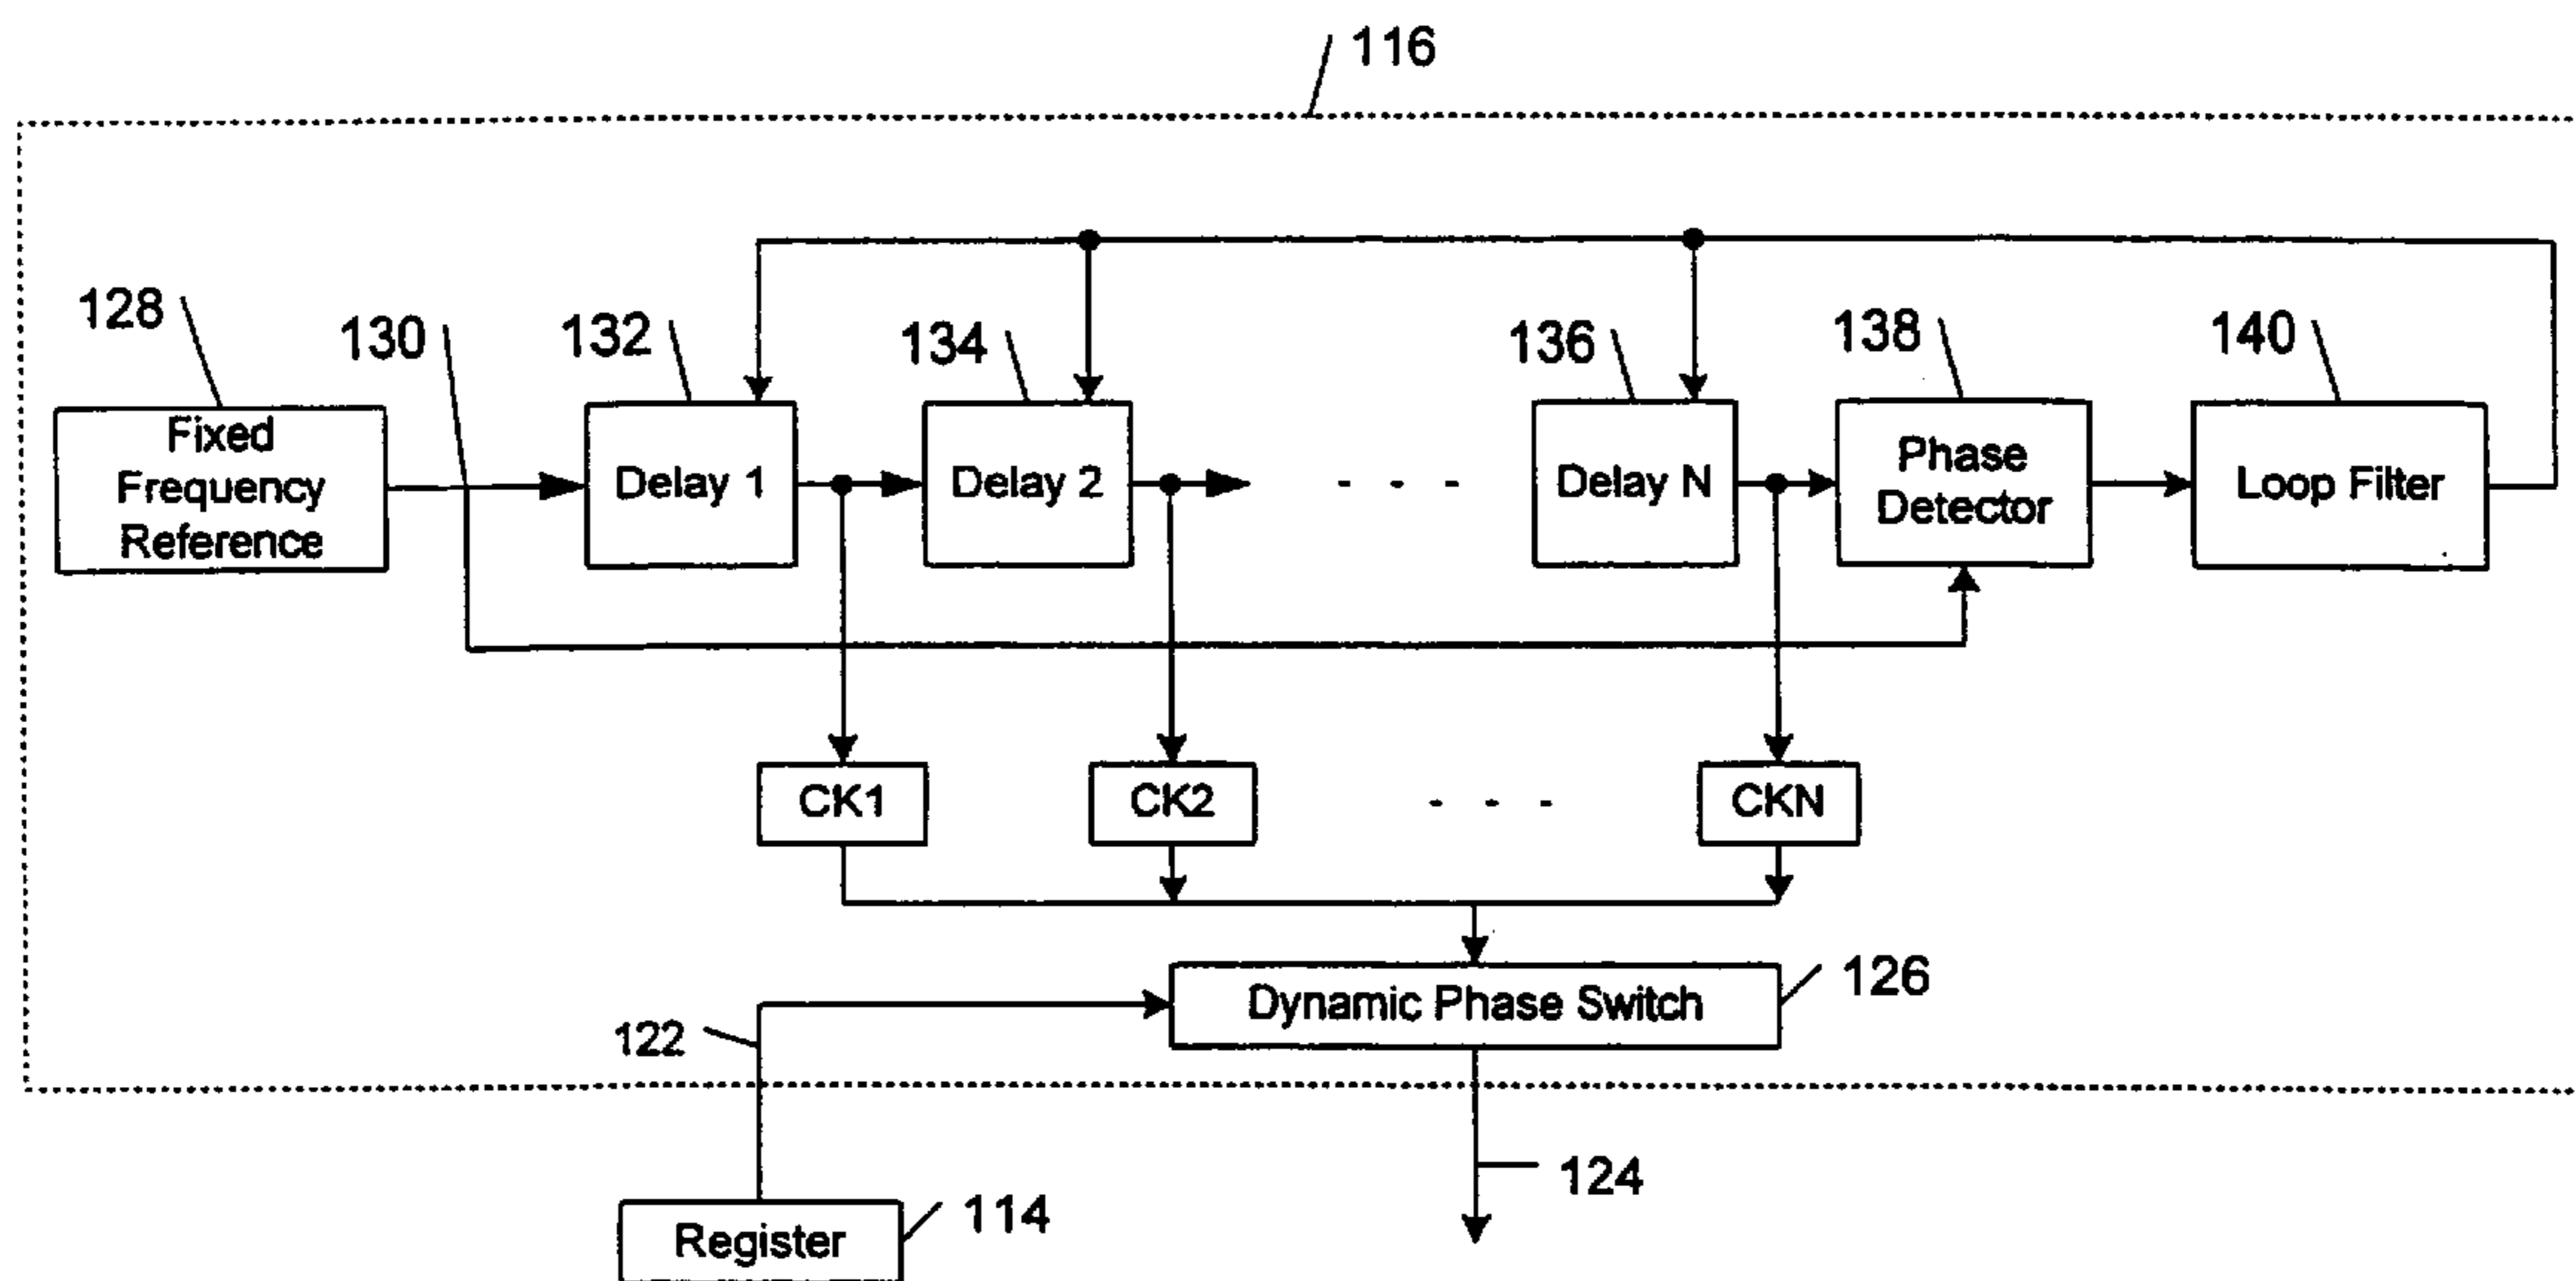 116
128
130
132
134
136
138
140
Fixed
Frequency
Reference
Delay 1
Delay 2
- - -
Delay N
Phase
Detector
Loop Filter
CK1
CK2
- - -
CKN
Dynamic Phase Switch
126
122
124
Register
114